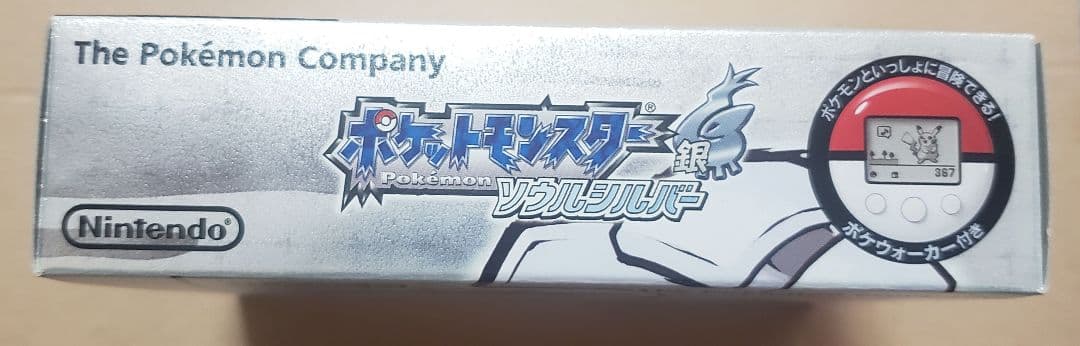 The Pokémon Company
ポケットモンスター®
Pokémon
銀
ソウルシルバー
Nintendo®
ポケモンといっしょに冒険できる!
367
ポケウォーカー付き